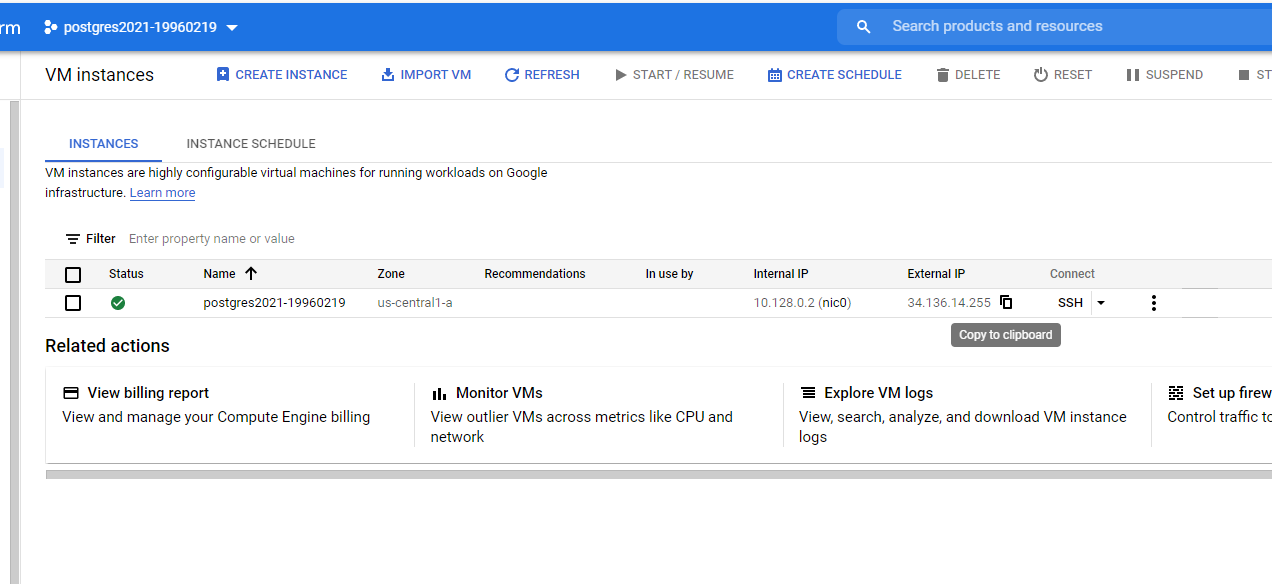 rm postgres2021-19960219 Search products and resources
VM instances CREATE INSTANCE IMPORT VM REFRESH START / RESUME CREATE SCHEDULE DELETE RESET SUSPEND ST
INSTANCES INSTANCE SCHEDULE
VM instances are highly configurable virtual machines for running workloads on Google
infrastructure. Learn more
Filter Enter property name or value
Status Name Zone Recommendations In use by Internal IP External IP Connect
postgres2021-19960219 us-central1-a 10.128.0.2 (nic0) 34.136.14.255 SSH
Copy to clipboard
Related actions
View billing report
View and manage your Compute Engine billing
Monitor VMs
View outlier VMs across metrics like CPU and
network
Explore VM logs
View, search, analyze, and download VM instance
logs
Set up firew
Control traffic to